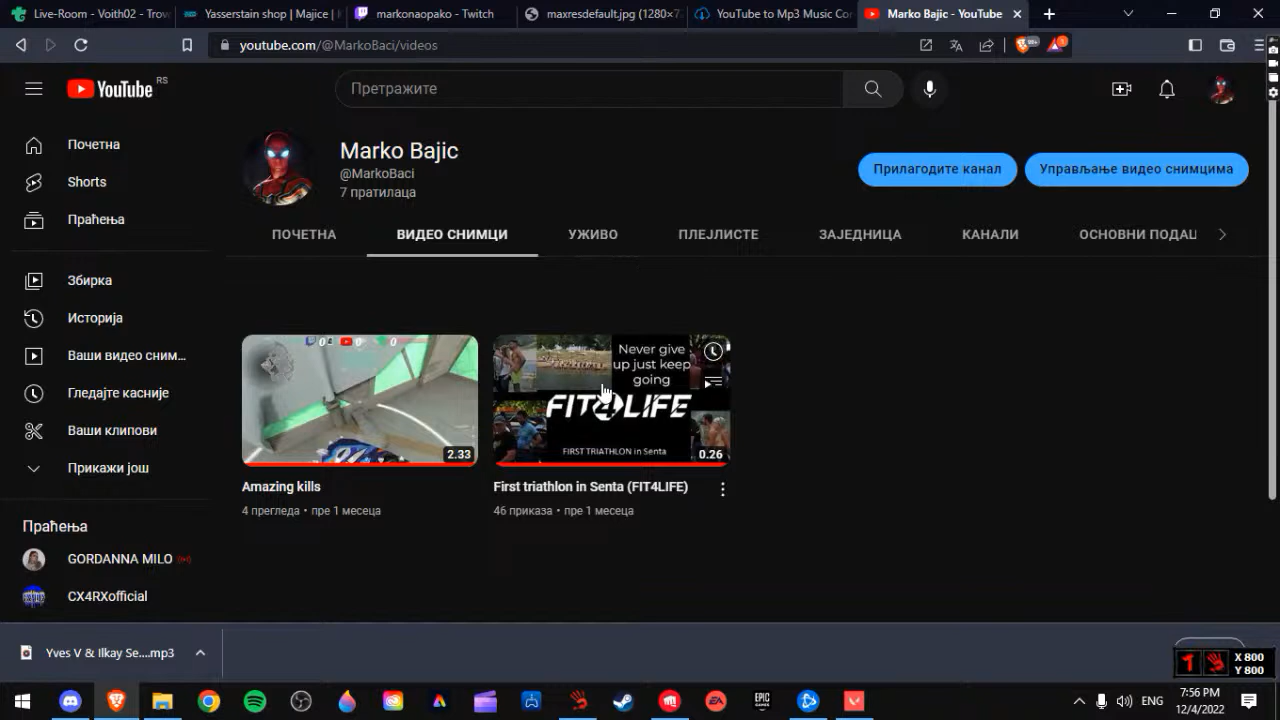 Live-Room - Voith02 - Trov
Yasserstain shop | Majice |
markonaopako - Twitch
maxresdefault.jpg (1280×7
YouTube to Mp3 Music Co
Marko Bajic - YouTube
youtube.com/@MarkoBaci/videos
YouTube RS
Претражите
Почетна
Shorts
Праћења
Збирка
Историја
Ваши видео сним...
Гледајте касније
Ваши клипови
Прикажи још
Праћења
GORDANNA MILO
CX4RXofficial
Marko Bajic
@MarkoBaci
7 пратилаца
Прилагодите канал
Управљање видео снимцима
ПОЧЕТНА
ВИДЕО СНИМЦИ
УЖИВО
ПЛЕЈЛИСТЕ
ЗАЈЕДНИЦА
КАНАЛИ
ОСНОВНИ ПОДАЦ
2.33
Amazing kills
4 прегледа • пре 1 месеца
Never give
up just keep
going
FIT4LIFE
FIRST TRIATHLON in Senta
0.26
First triathlon in Senta (FIT4LIFE)
46 приказа • пре 1 месеца
Yves V & Ilkay Se....mp3
X 800
Y 800
ENG
7:56 PM
12/4/2022